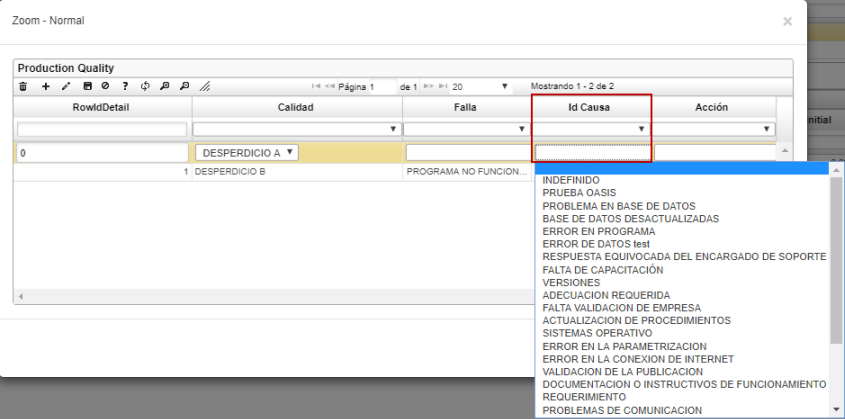 Zoom - Normal
×
Production Quality
Página 1 de 1 20 Mostrando 1 - 2 de 2
RowIdDetail Calidad Falla Id Causa Acción
0 DESPERDICIO A
1 DESPERDICIO B PROGRAMA NO FUNCION...
INDEFINIDO
PRUEBA OASIS
PROBLEMA EN BASE DE DATOS
BASE DE DATOS DESACTUALIZADAS
ERROR EN PROGRAMA
ERROR DE DATOS test
RESPUESTA EQUIVOCADA DEL ENCARGADO DE SOPORTE
FALTA DE CAPACITACIÓN
VERSIONES
ADECUACION REQUERIDA
FALTA VALIDACION DE EMPRESA
ACTUALIZACION DE PROCEDIMIENTOS
SISTEMAS OPERATIVO
ERROR EN LA PARAMETRIZACION
ERROR EN LA CONEXION DE INTERNET
VALIDACION DE LA PUBLICACION
DOCUMENTACION O INSTRUCTIVOS DE FUNCIONAMIENTO
REQUERIMIENTO
PROBLEMAS DE COMUNICACION